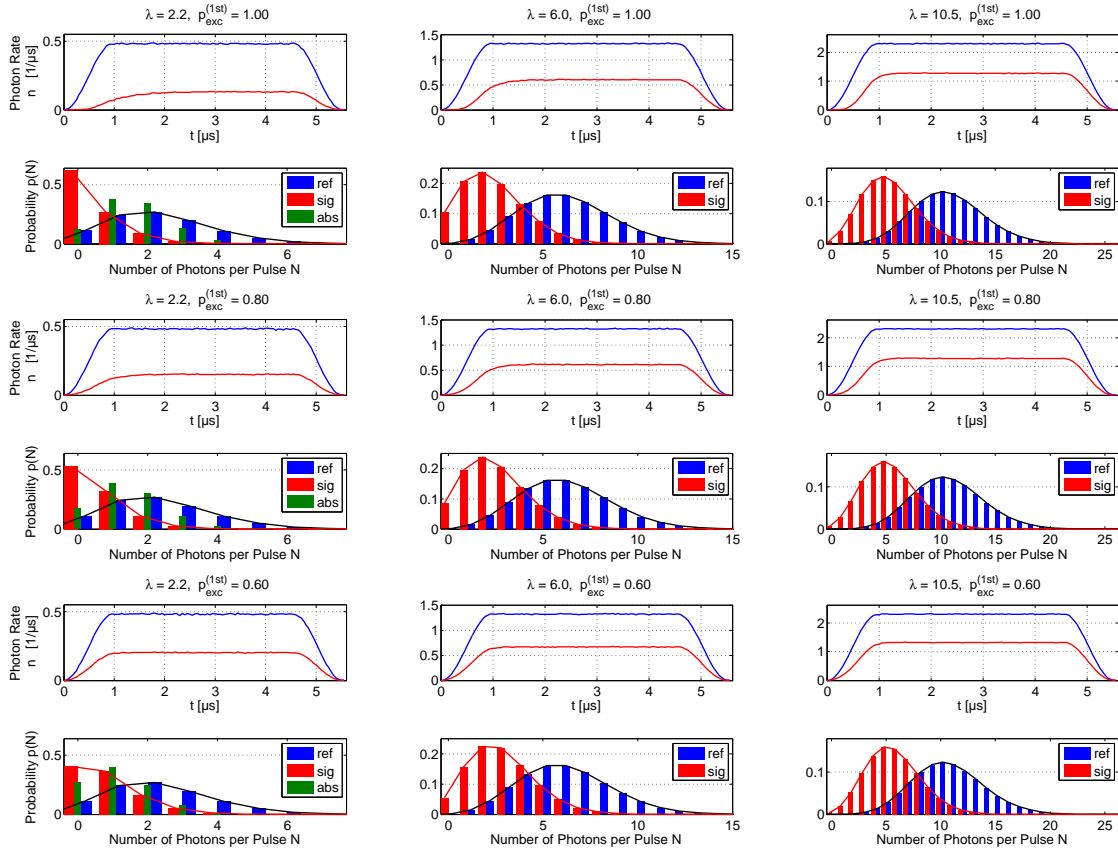 λ = 2.2, p_exc^(1st) = 1.00
λ = 6.0, p_exc^(1st) = 1.00
λ = 10.5, p_exc^(1st) = 1.00
Photon Rate
n [1/µs]
0 0.5
0 1 2 3 4 5
t [µs]
0 0.5 1 1.5
0 1 2 3 4 5
t [µs]
0 1 2
0 1 2 3 4 5
t [µs]
Probability p(N)
0 0.5
ref
sig
abs
0 2 4 6
Number of Photons per Pulse N
0 0.1 0.2
ref
sig
0 5 10 15
Number of Photons per Pulse N
0 0.1
ref
sig
0 5 10 15 20 25
Number of Photons per Pulse N
λ = 2.2, p_exc^(1st) = 0.80
λ = 6.0, p_exc^(1st) = 0.80
λ = 10.5, p_exc^(1st) = 0.80
Photon Rate
n [1/µs]
0 0.5
0 1 2 3 4 5
t [µs]
0 0.5 1 1.5
0 1 2 3 4 5
t [µs]
0 1 2
0 1 2 3 4 5
t [µs]
Probability p(N)
0 0.5
ref
sig
abs
0 2 4 6
Number of Photons per Pulse N
0 0.1 0.2
ref
sig
0 5 10 15
Number of Photons per Pulse N
0 0.1
ref
sig
0 5 10 15 20 25
Number of Photons per Pulse N
λ = 2.2, p_exc^(1st) = 0.60
λ = 6.0, p_exc^(1st) = 0.60
λ = 10.5, p_exc^(1st) = 0.60
Photon Rate
n [1/µs]
0 0.5
0 1 2 3 4 5
t [µs]
0 0.5 1 1.5
0 1 2 3 4 5
t [µs]
0 1 2
0 1 2 3 4 5
t [µs]
Probability p(N)
0 0.5
ref
sig
abs
0 2 4 6
Number of Photons per Pulse N
0 0.1 0.2
ref
sig
0 5 10 15
Number of Photons per Pulse N
0 0.1
ref
sig
0 5 10 15 20 25
Number of Photons per Pulse N